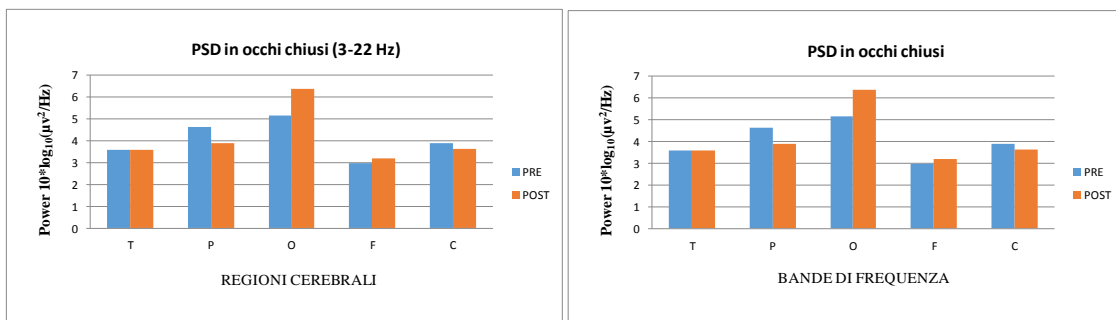 PSD in occhi chiusi (3-22 Hz)
Power 10*log₁₀(µv²/Hz)
7
6
5
4
3
2
1
0
T P O F C
REGIONI CEREBRALI
PRE
POST
PSD in occhi chiusi
Power 10*log₁₀(µv²/Hz)
7
6
5
4
3
2
1
0
T P O F C
BANDE DI FREQUENZA
PRE
POST